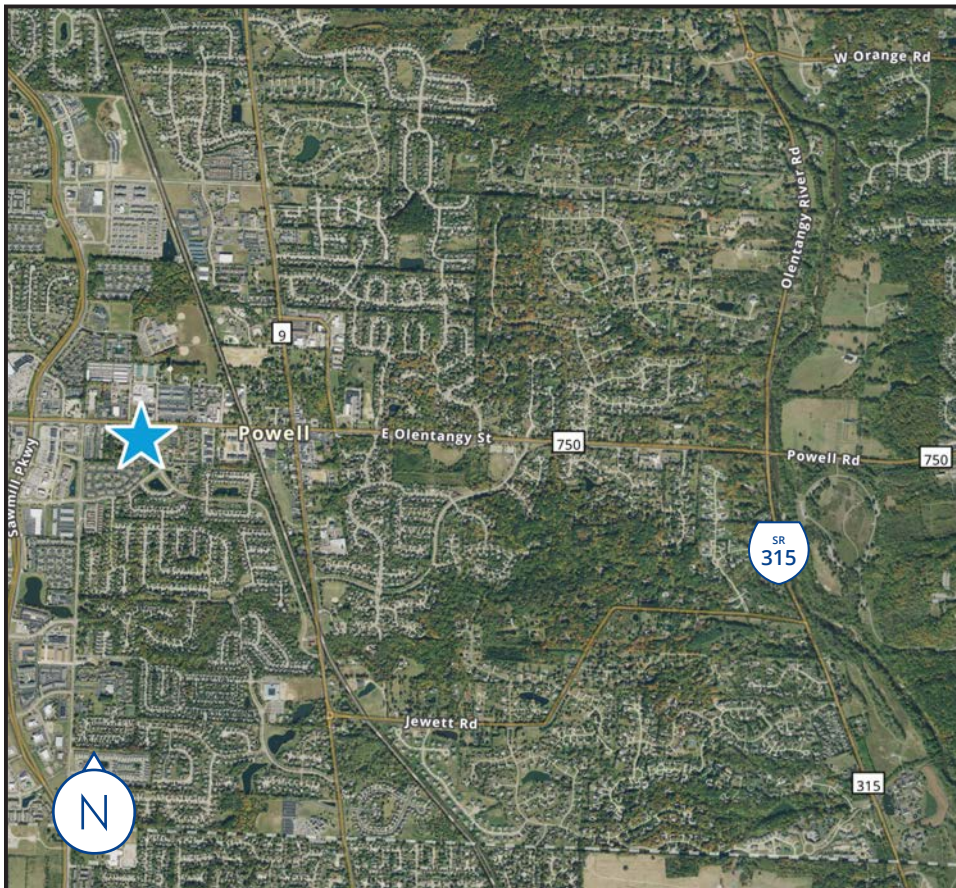 W Orange Rd
Olentangy River Rd
9
Powell
E Olentangy St
750
Powell Rd
750
Sawmill Pkwy
SR
315
Jewett Rd
315
N